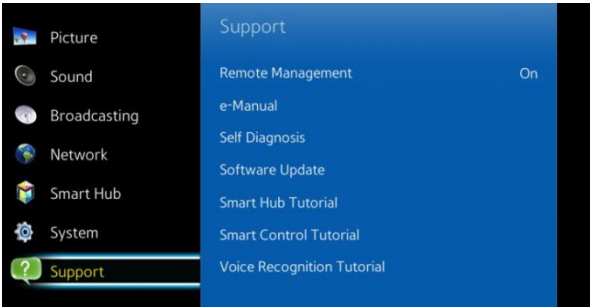 Picture
Sound
Broadcasting
Network
Smart Hub
System
Support
Support
Remote Management On
e-Manual
Self Diagnosis
Software Update
Smart Hub Tutorial
Smart Control Tutorial
Voice Recognition Tutorial